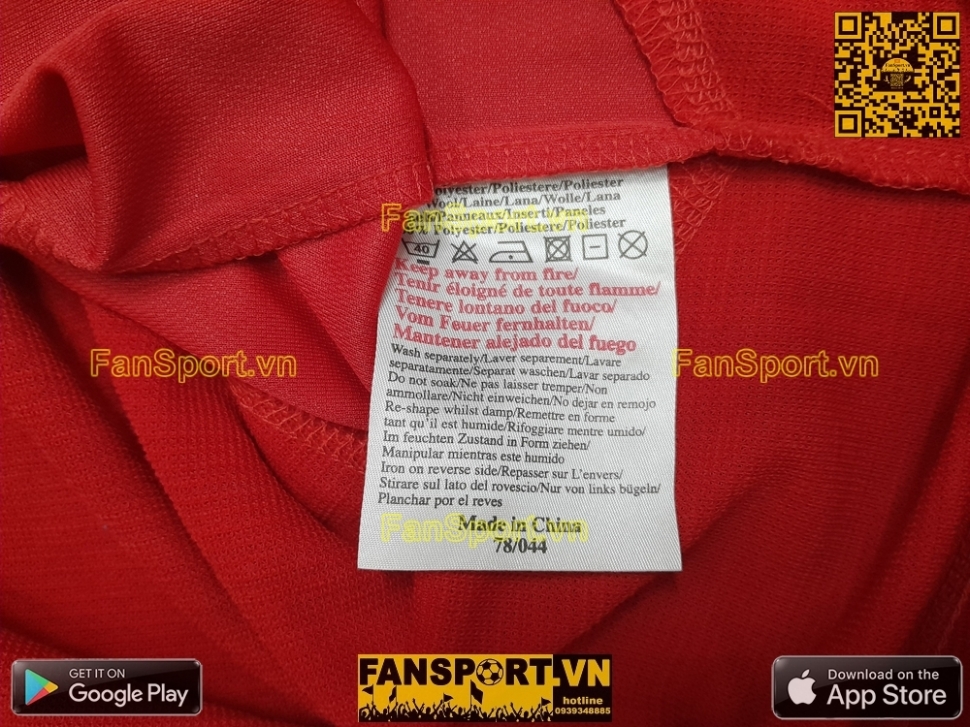 FanSport.vn
Polyester/Poliestere/Poliester
Wool/Laine/Lana/Wolle/Lana
Panneaux/Inserti/Paneles
Polyester/Poliestere/Poliester
FanSport.vn
40
Keep away from fire/
Tenir éloigné de toute flamme/
Tenere lontano del fuoco/
Vom Feuer fernhalten/
Mantener alejado del fuego
FanSport.vn
FanSport.vn
Wash separately/Laver separement/Lavare
separatamente/Separat waschen/Lavar separado
Do not soak/Ne pas laisser tremper/Non
ammollare/Nicht einweichen/No dejar en remojo
Re-shape whilst damp/Remettre en forme
tant qu'il est humide/Rifoggiare mentre umido/
Im feuchten Zustand in Form ziehen/
Manipular mientras este humido
Iron on reverse side/Repasser sur L'envers/
Stirare sul lato del rovescio/Nur von links bügeln/
Planchar por el reves
Made in China
FanSport.vn
78/044
GET IT ON
Google Play
FANSPORT.VN
hotline
0939348885
Download on the
App Store